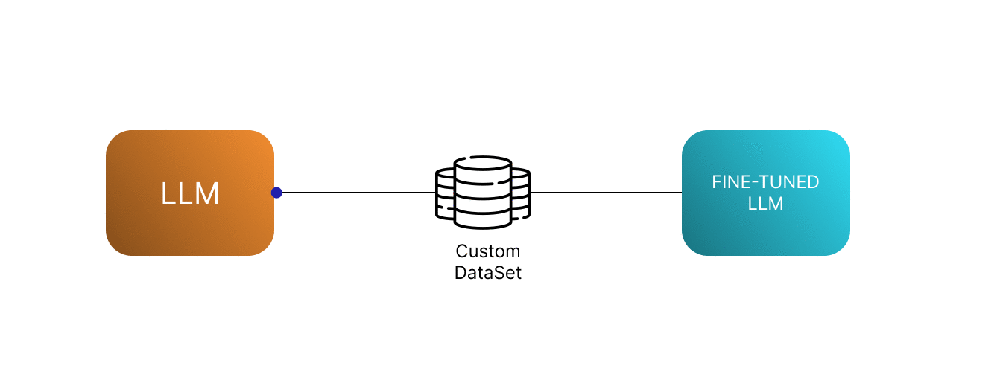 LLM
Custom
DataSet
FINE-TUNED
LLM